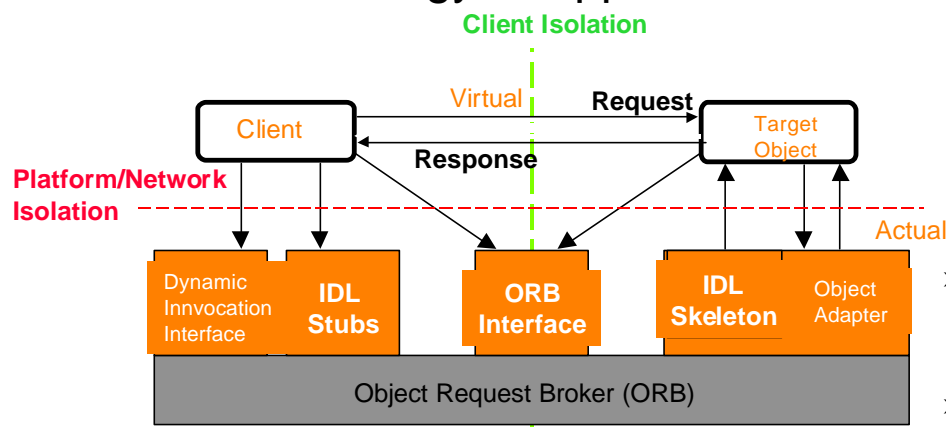 Client Isolation
Virtual
Request
Client
Target
Object
Response
Platform/Network
Isolation
Actual
Dynamic
Innvocation
Interface
IDL
Stubs
ORB
Interface
IDL
Skeleton
Object
Adapter
Object Request Broker (ORB)